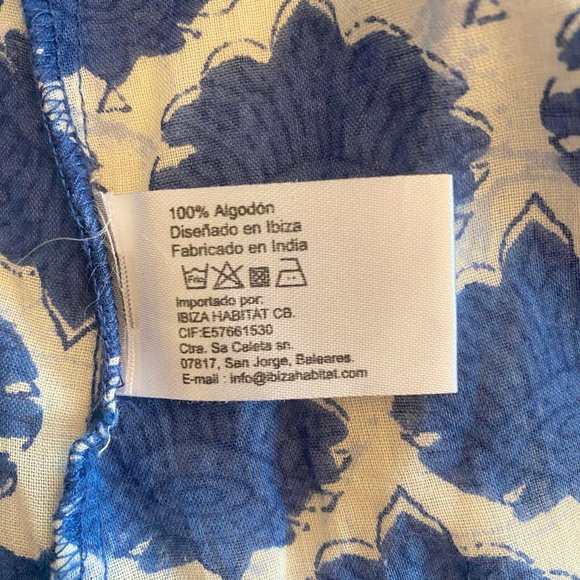 100% Algodón
Diseñado en Ibiza
Fabricado en India
Frio
Importado por:
IBIZA HABITAT CB.
CIF:E57661530
Ctra. Sa Caleta sn.
07817, San Jorge, Baleares.
E-mail : info@ibizahabitat.com